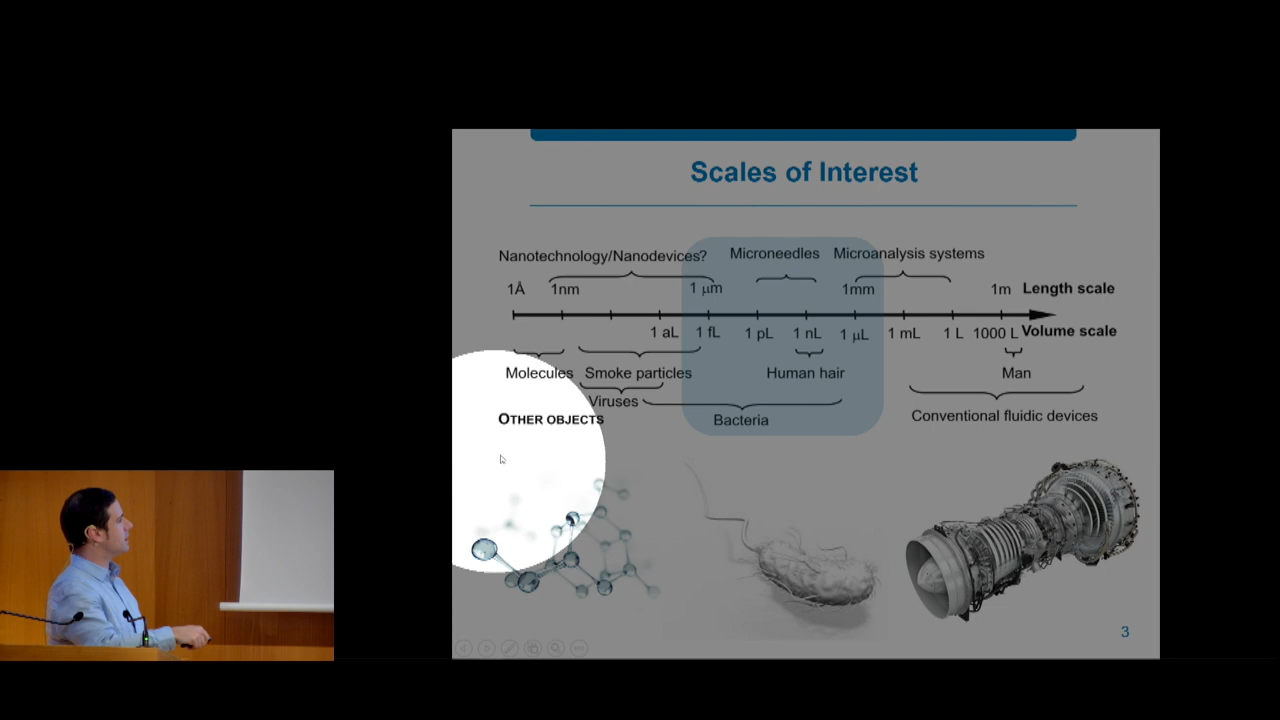 Scales of Interest
Nanotechnology/Nanodevices?
Microneedles
Microanalysis systems
1Å 1nm 1 μm 1mm 1m Length scale
1 aL 1 fL 1 pL 1 nL 1 μL 1 mL 1 L 1000 L Volume scale
Molecules Smoke particles Human hair Man
Viruses
OTHER OBJECTS Bacteria Conventional fluidic devices
3